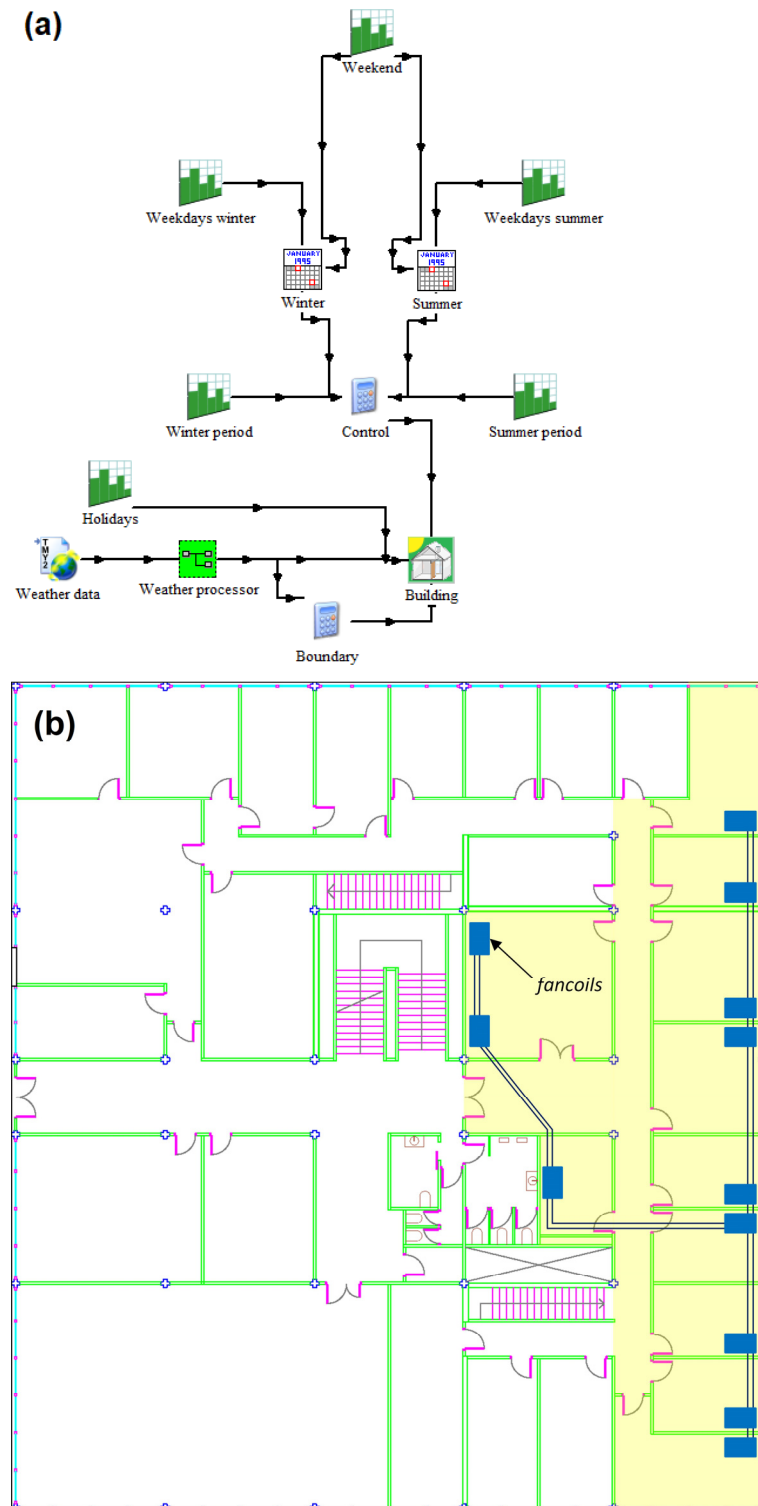 (a)
Weekend
Weekdays winter
Weekdays summer
JANUARY
1995
JANUARY
1995
Winter
Summer
Winter period
Control
Summer period
Holidays
TMY2
Weather data
Weather processor
Building
Boundary
(b)
fancoils